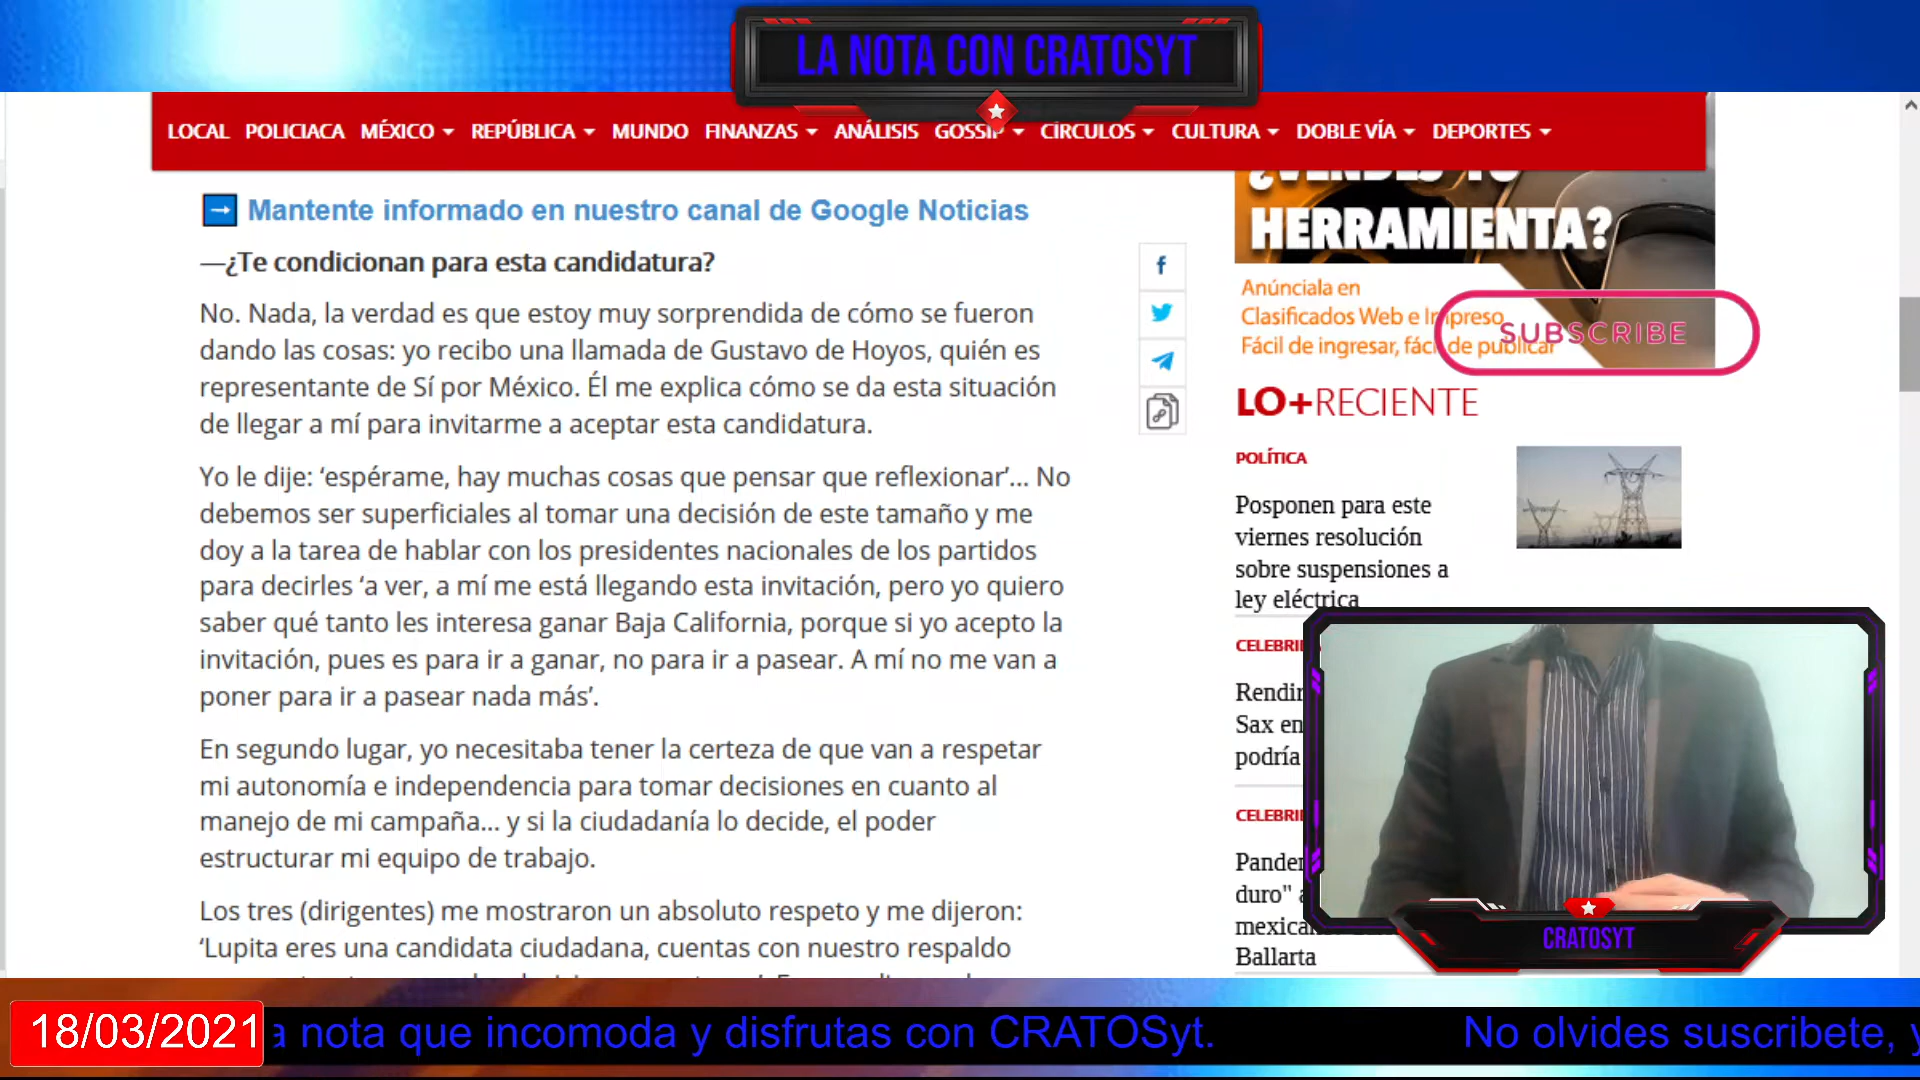 LA NOTA CON CRATOSYT
LOCAL POLICIACA MÉXICO REPÚBLICA MUNDO FINANZAS ANÁLISIS GOSSIP CÍRCULOS CULTURA DOBLE VÍA DEPORTES
Mantente informado en nuestro canal de Google Noticias
—¿Te condicionan para esta candidatura?
No. Nada, la verdad es que estoy muy sorprendida de cómo se fueron
dando las cosas: yo recibo una llamada de Gustavo de Hoyos, quién es
representante de Sí por México. Él me explica cómo se da esta situación
de llegar a mí para invitarme a aceptar esta candidatura.
Yo le dije: ‘espérame, hay muchas cosas que pensar que reflexionar’... No
debemos ser superficiales al tomar una decisión de este tamaño y me
doy a la tarea de hablar con los presidentes nacionales de los partidos
para decirles ‘a ver, a mí me está llegando esta invitación, pero yo quiero
saber qué tanto les interesa ganar Baja California, porque si yo acepto la
invitación, pues es para ir a ganar, no para ir a pasear. A mí no me van a
poner para ir a pasear nada más’.
En segundo lugar, yo necesitaba tener la certeza de que van a respetar
mi autonomía e independencia para tomar decisiones en cuanto al
manejo de mi campaña... y si la ciudadanía lo decide, el poder
estructurar mi equipo de trabajo.
Los tres (dirigentes) me mostraron un absoluto respeto y me dijeron:
‘Lupita eres una candidata ciudadana, cuentas con nuestro respaldo
¿VENDES TU
HERRAMIENTA?
Anúnciala en
Clasificados Web e Impreso
Fácil de ingresar, fácil de publicar
SUBSCRIBE
LO+RECIENTE
POLÍTICA
Posponen para este
viernes resolución
sobre suspensiones a
ley eléctrica
CELEBRI
Rendir
Sax en
podría
CELEBRI
Pander
duro" a
mexica
Ballarta
CRATOSYT
18/03/2021
a nota que incomoda y disfrutas con CRATOSyt.
No olvides suscribete, y